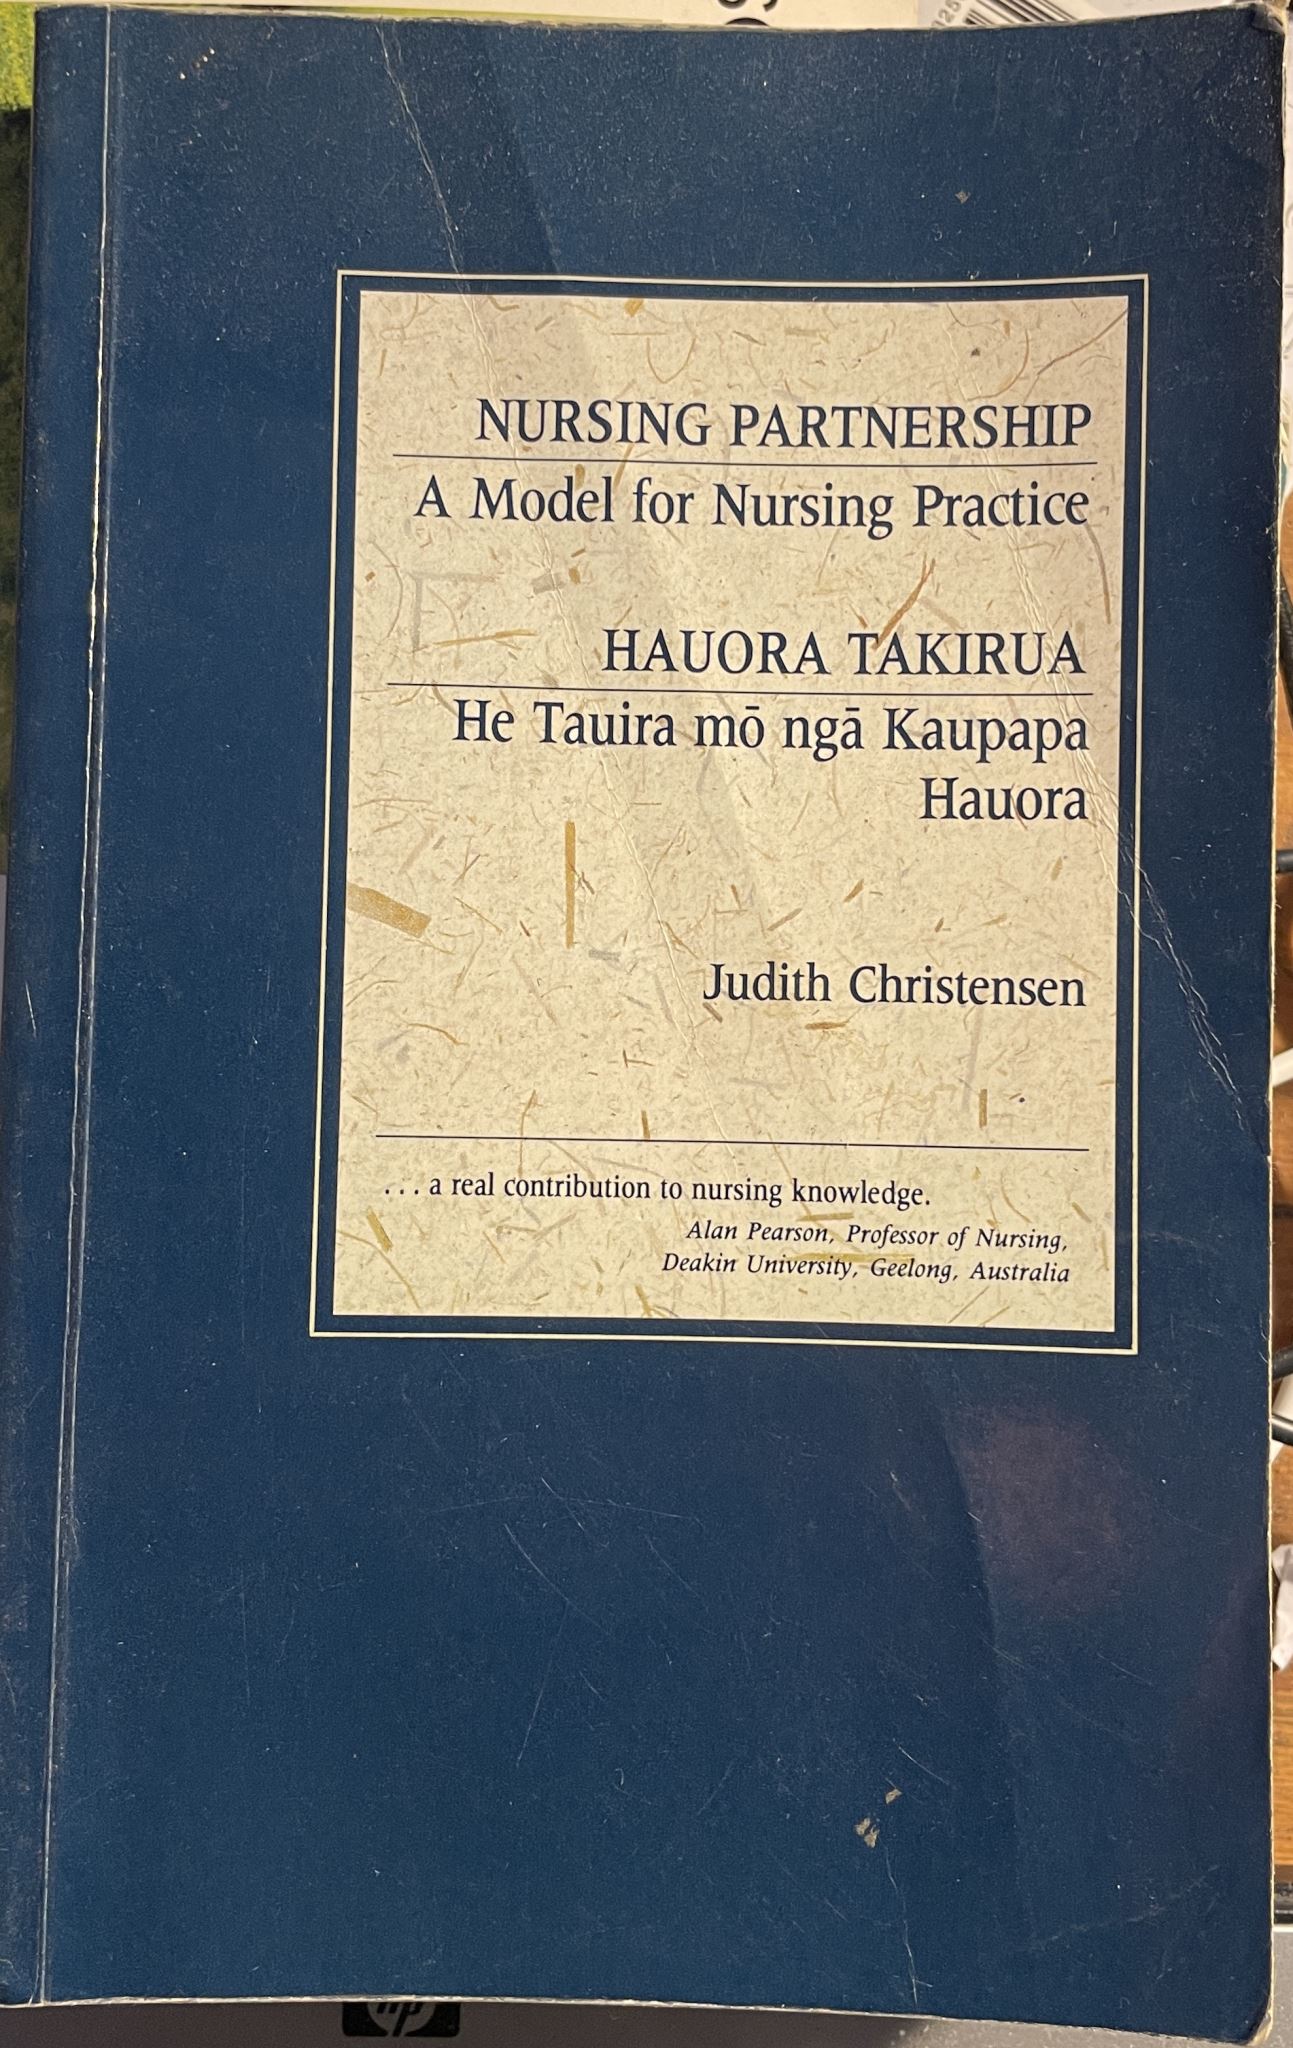 NURSING PARTNERSHIP
A Model for Nursing Practice
HAUORA TAKIRUA
He Tauira mō ngā Kaupapa
Hauora
Judith Christensen
. . . a real contribution to nursing knowledge.
Alan Pearson, Professor of Nursing,
Deakin University, Geelong, Australia
hp